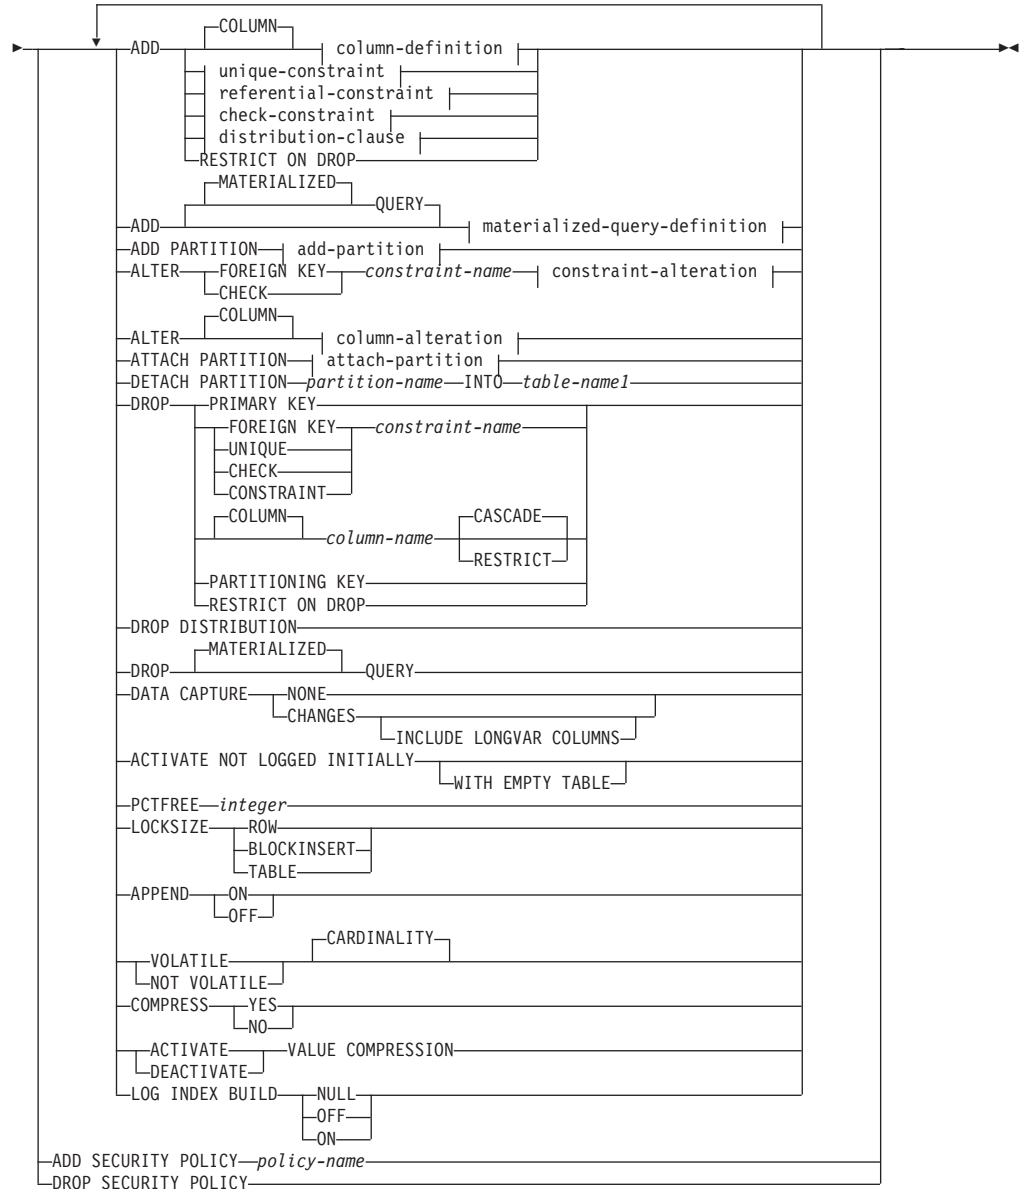 COLUMN
ADD column-definition
unique-constraint
referential-constraint
check-constraint
distribution-clause
RESTRICT ON DROP
MATERIALIZED
QUERY
ADD materialized-query-definition
ADD PARTITION add-partition
ALTER FOREIGN KEY constraint-name constraint-alteration
CHECK
COLUMN
ALTER column-alteration
ATTACH PARTITION attach-partition
DETACH PARTITION partition-name INTO table-name1
DROP PRIMARY KEY
FOREIGN KEY constraint-name
UNIQUE
CHECK
CONSTRAINT
COLUMN CASCADE
column-name
RESTRICT
PARTITIONING KEY
RESTRICT ON DROP
DROP DISTRIBUTION
MATERIALIZED
DROP QUERY
DATA CAPTURE NONE
CHANGES
INCLUDE LONGVAR COLUMNS
ACTIVATE NOT LOGGED INITIALLY
WITH EMPTY TABLE
PCTFREE integer
LOCKSIZE ROW
BLOCKINSERT
TABLE
APPEND ON
OFF
CARDINALITY
VOLATILE
NOT VOLATILE
COMPRESS YES
NO
ACTIVATE VALUE COMPRESSION
DEACTIVATE
LOG INDEX BUILD NULL
OFF
ON
ADD SECURITY POLICY policy-name
DROP SECURITY POLICY